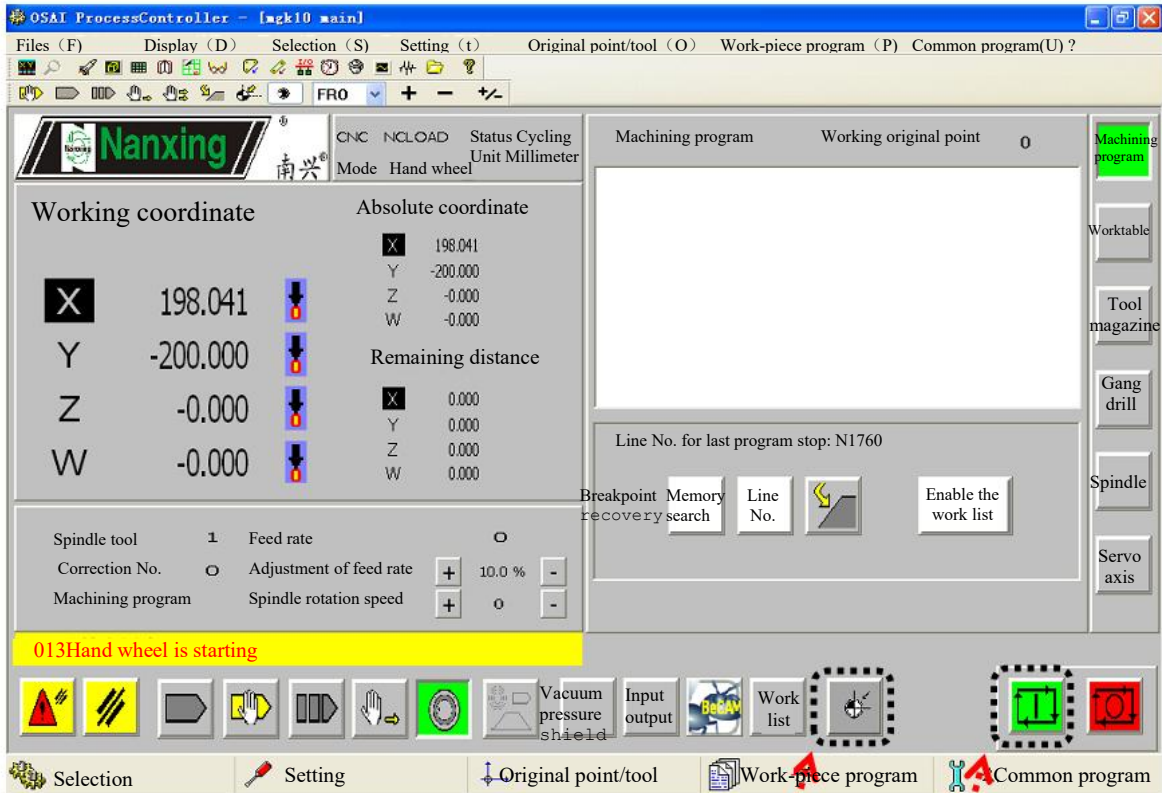 OSAI ProcessController - [mgk10 main]
Files (F) Display (D) Selection (S) Setting (t) Original point/tool (O) Work-piece program (P) Common program(U) ?
FRO + - +/-
Nanxing
南兴®
CNC NCLOAD Status Cycling
Unit Millimeter
Mode Hand wheel
Machining program Working original point 0
Machining program
Worktable
Tool magazine
Gang drill
Spindle
Servo axis
Working coordinate
X 198.041
Y -200.000
Z -0.000
W -0.000
Absolute coordinate
X 198.041
Y -200.000
Z -0.000
W -0.000
Remaining distance
X 0.000
Y 0.000
Z 0.000
W 0.000
Line No. for last program stop: N1760
Breakpoint recovery
Memory search
Line No.
Enable the work list
Spindle tool 1 Feed rate 0
Correction No. 0 Adjustment of feed rate + 10.0 % -
Machining program Spindle rotation speed + 0 -
013Hand wheel is starting
Vacuum pressure shield
Input output
Work list
Selection Setting Original point/tool Work-piece program Common program